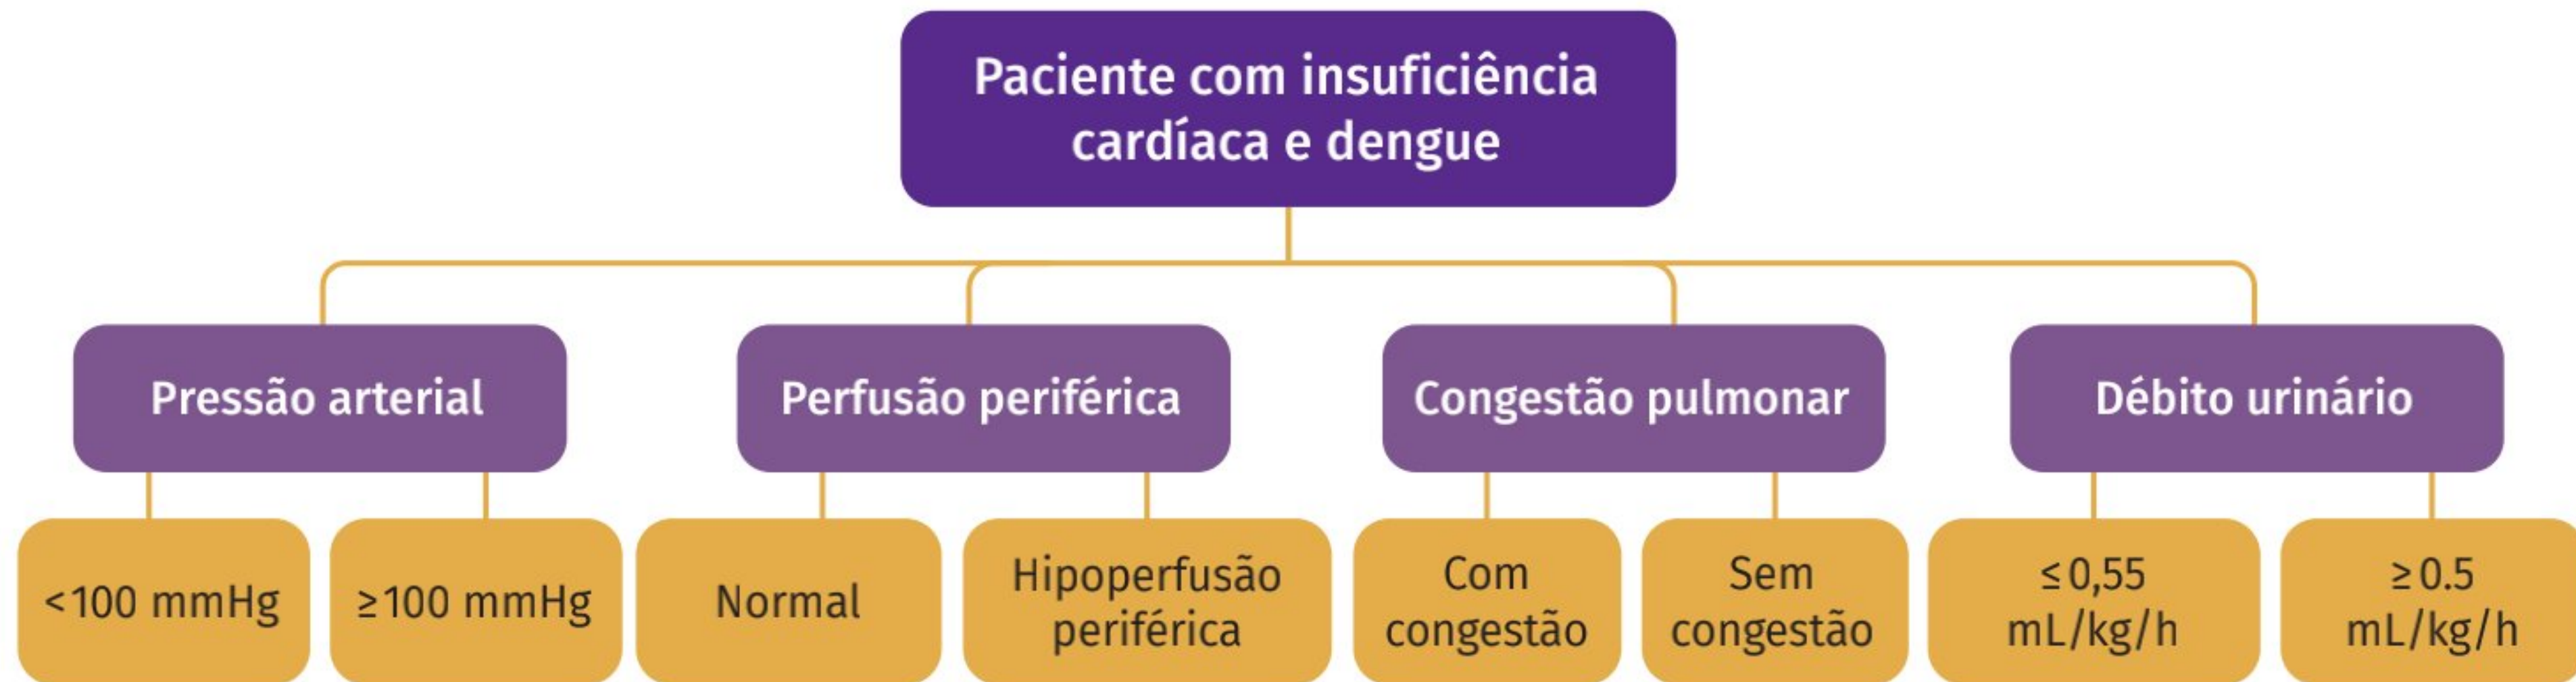 Paciente com insuficiência
cardíaca e dengue
Pressão arterial
Perfusão periférica
Congestão pulmonar
Débito urinário
<100 mmHg
≥100 mmHg
Normal
Hipoperfusão
periférica
Com
congestão
Sem
congestão
≤0,55
mL/kg/h
≥0.5
mL/kg/h